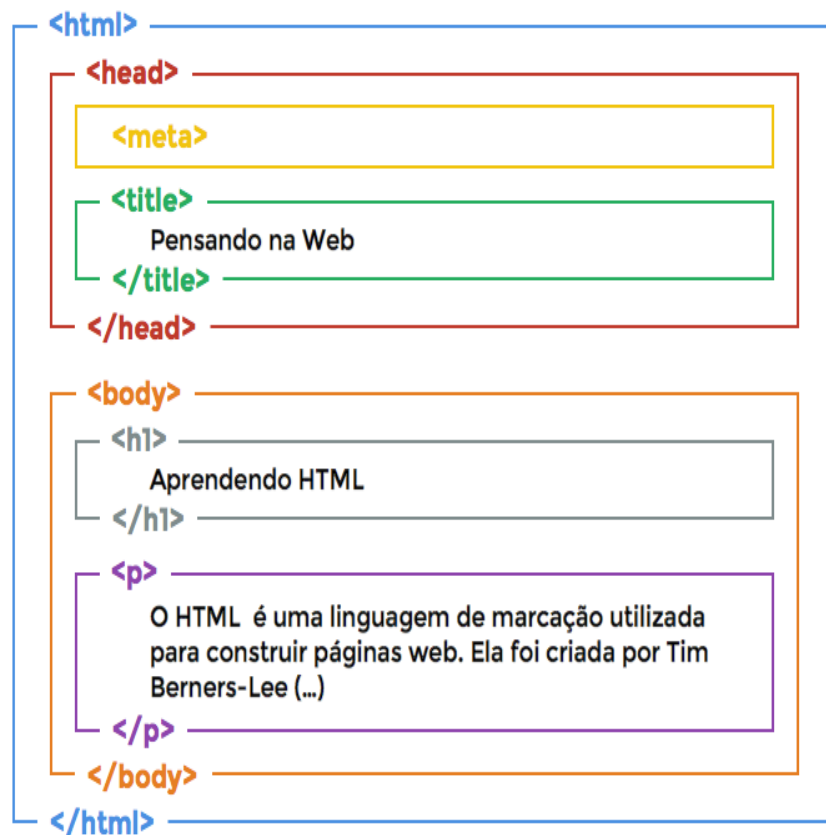 <html>
<head>
<meta>
<title>
Pensando na Web
</title>
</head>
<body>
<h1>
Aprendendo HTML
</h1>
<p>
O HTML  é uma linguagem de marcação utilizada
para construir páginas web. Ela foi criada por Tim
Berners-Lee (...)
</p>
</body>
</html>